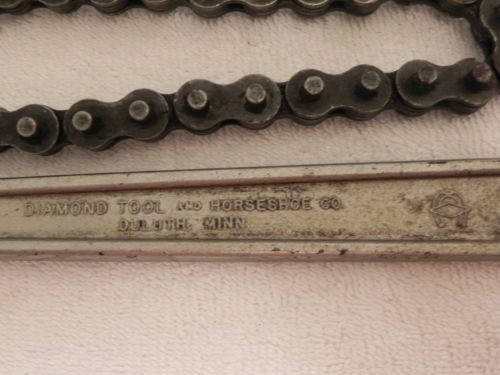 DIAMOND TOOL AND HORSESHOE CO.
DULUTH, MINN